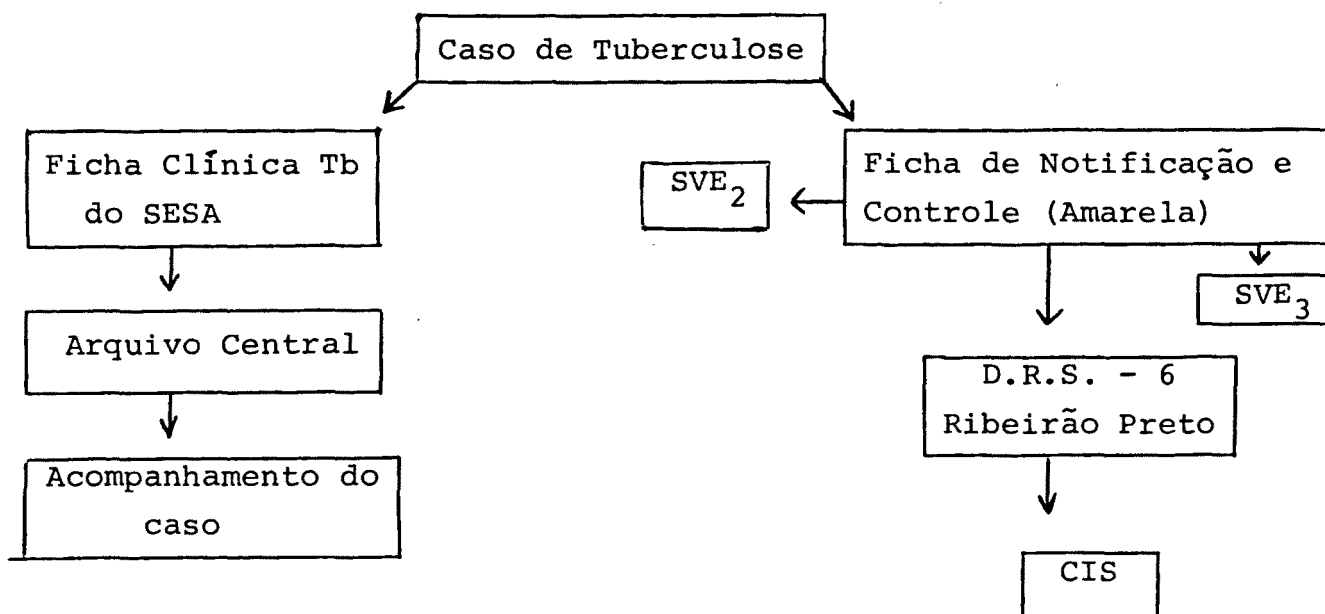 Caso de Tuberculose
Ficha Clínica Tb
do SESA
SVE2
Ficha de Notificação e
Controle (Amarela)
SVE3
Arquivo Central
D.R.S. - 6
Ribeirão Preto
Acompanhamento do
caso
CIS